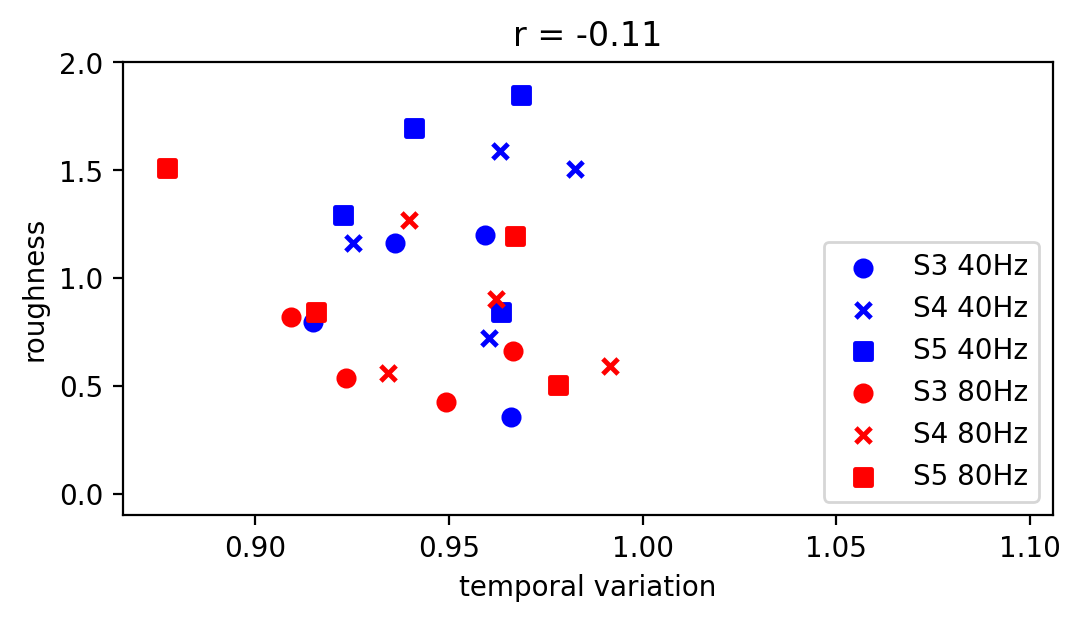 r = -0.11
roughness
2.0
1.5
1.0
0.5
0.0
S3 40Hz
S4 40Hz
S5 40Hz
S3 80Hz
S4 80Hz
S5 80Hz
0.90 0.95 1.00 1.05 1.10
temporal variation